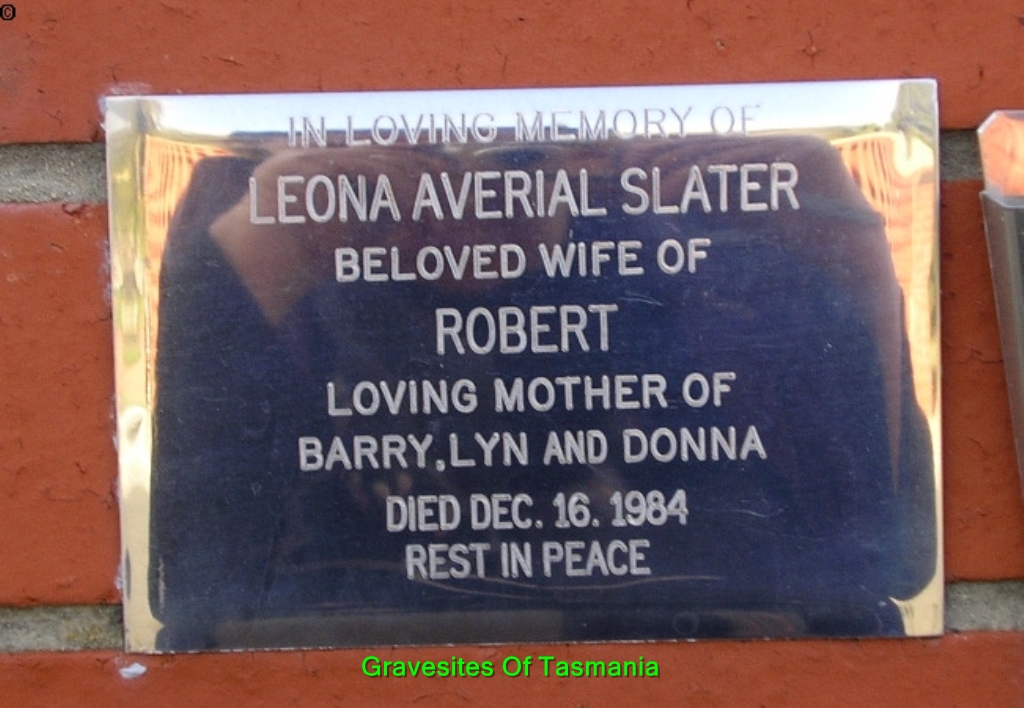 ©
IN LOVING MEMORY OF
LEONA AVERIAL SLATER
BELOVED WIFE OF
ROBERT
LOVING MOTHER OF
BARRY, LYN AND DONNA
DIED DEC. 16. 1984
REST IN PEACE
Gravesites Of Tasmania